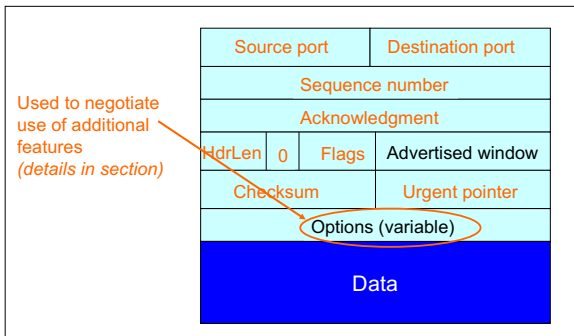 Source port Destination port
Sequence number
Used to negotiate
use of additional
features
(details in section)
Acknowledgment
HdrLen 0 Flags Advertised window
Checksum Urgent pointer
Options (variable)
Data